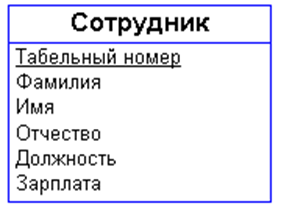 Сотрудник
Табельный номер
Фамилия
Имя
Отчество
Должность
Зарплата